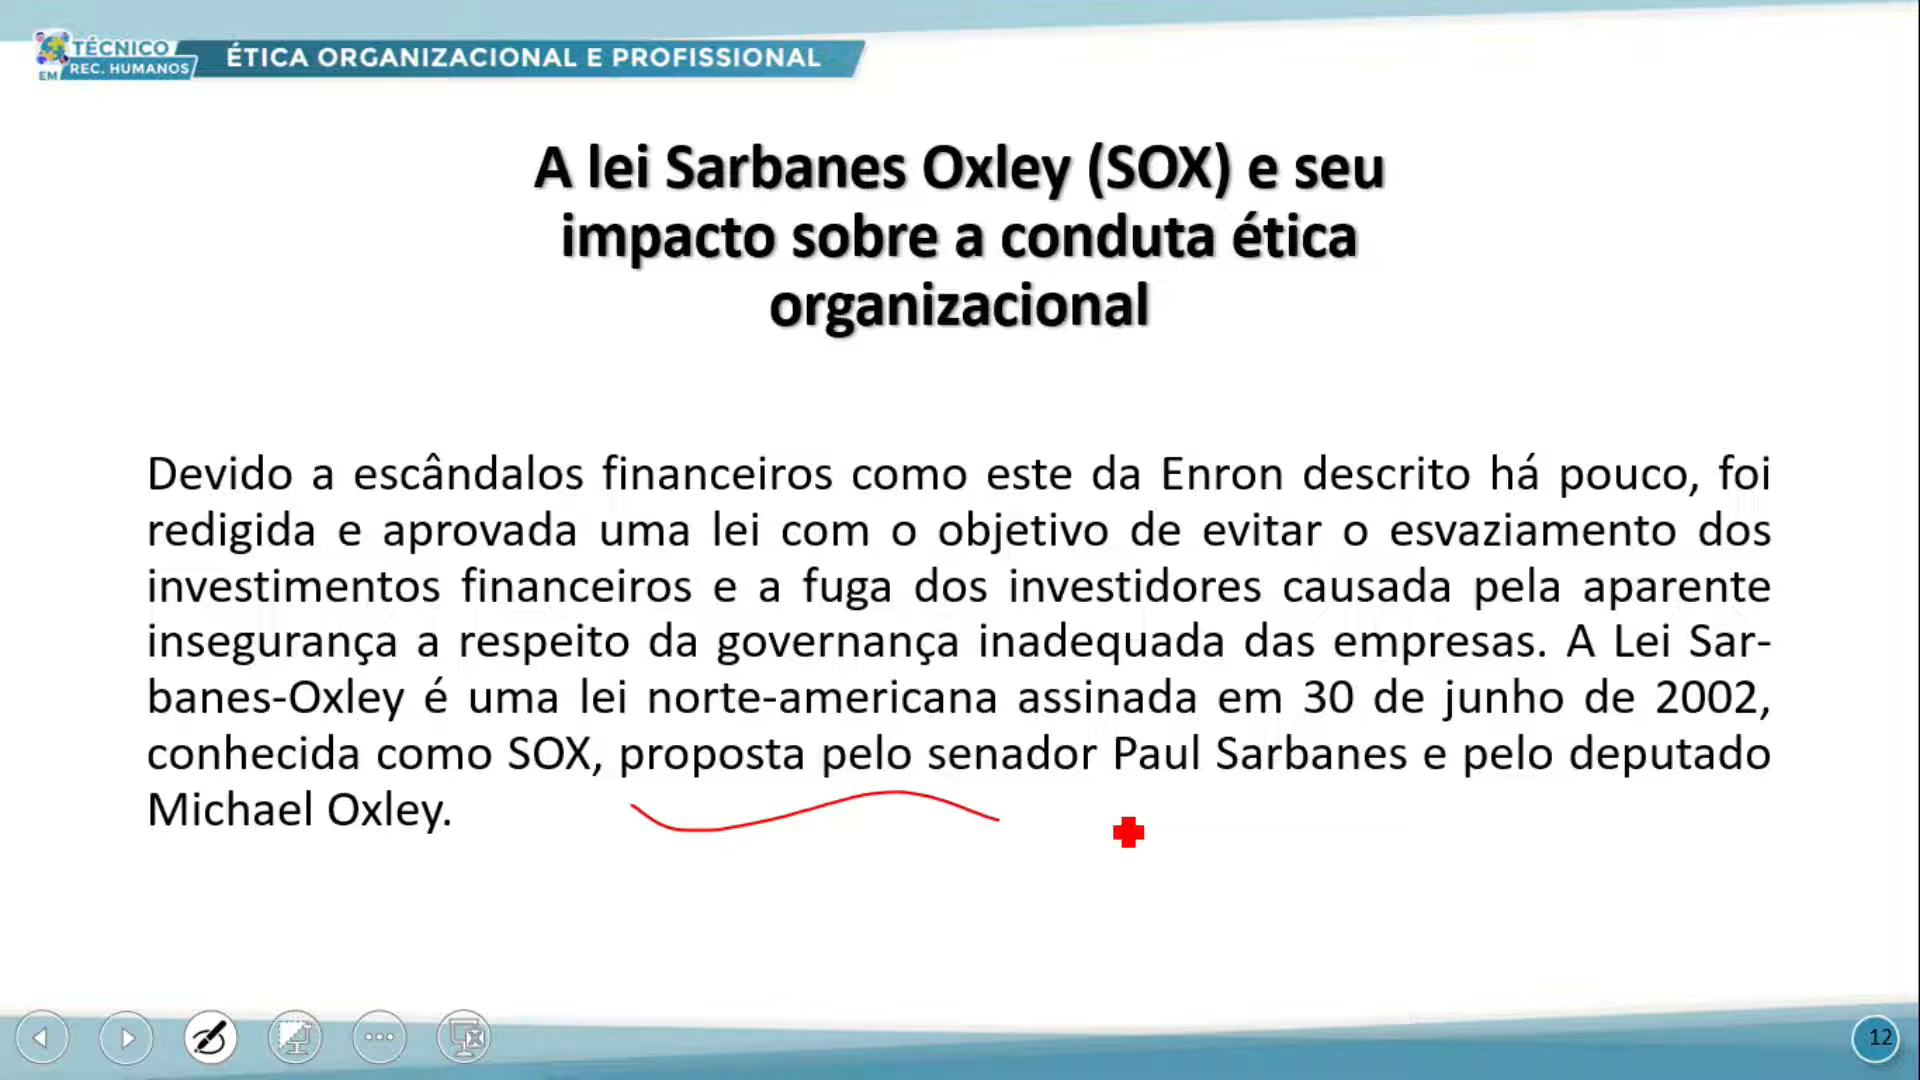 TÉCNICO
EM REC. HUMANOS
ÉTICA ORGANIZACIONAL E PROFISSIONAL
A lei Sarbanes Oxley (SOX) e seu
impacto sobre a conduta ética
organizacional
Devido a escândalos financeiros como este da Enron descrito há pouco, foi
redigida e aprovada uma lei com o objetivo de evitar o esvaziamento dos
investimentos financeiros e a fuga dos investidores causada pela aparente
insegurança a respeito da governança inadequada das empresas. A Lei Sar-
banes-Oxley é uma lei norte-americana assinada em 30 de junho de 2002,
conhecida como SOX, proposta pelo senador Paul Sarbanes e pelo deputado
Michael Oxley.
12